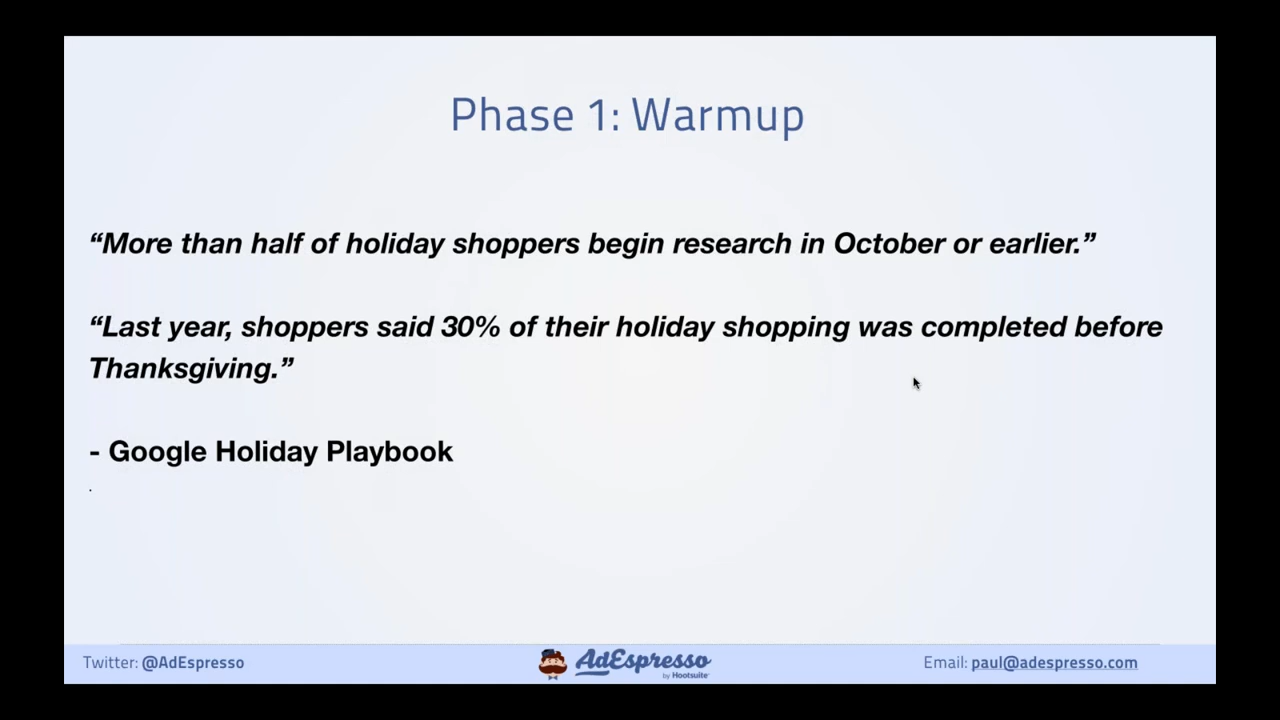 Phase 1: Warmup
“More than half of holiday shoppers begin research in October or earlier.”
“Last year, shoppers said 30% of their holiday shopping was completed before
Thanksgiving.”
- Google Holiday Playbook
.
Twitter: @AdEspresso
AdEspresso
by Hootsuite
Email: paul@adespresso.com